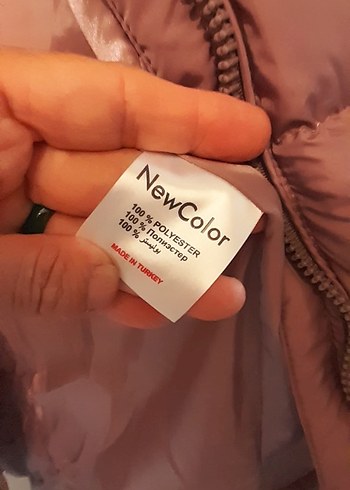 NewColor
100 % POLYESTER
100 % Полиэстер
100 % بوليستر
MADE IN TURKEY